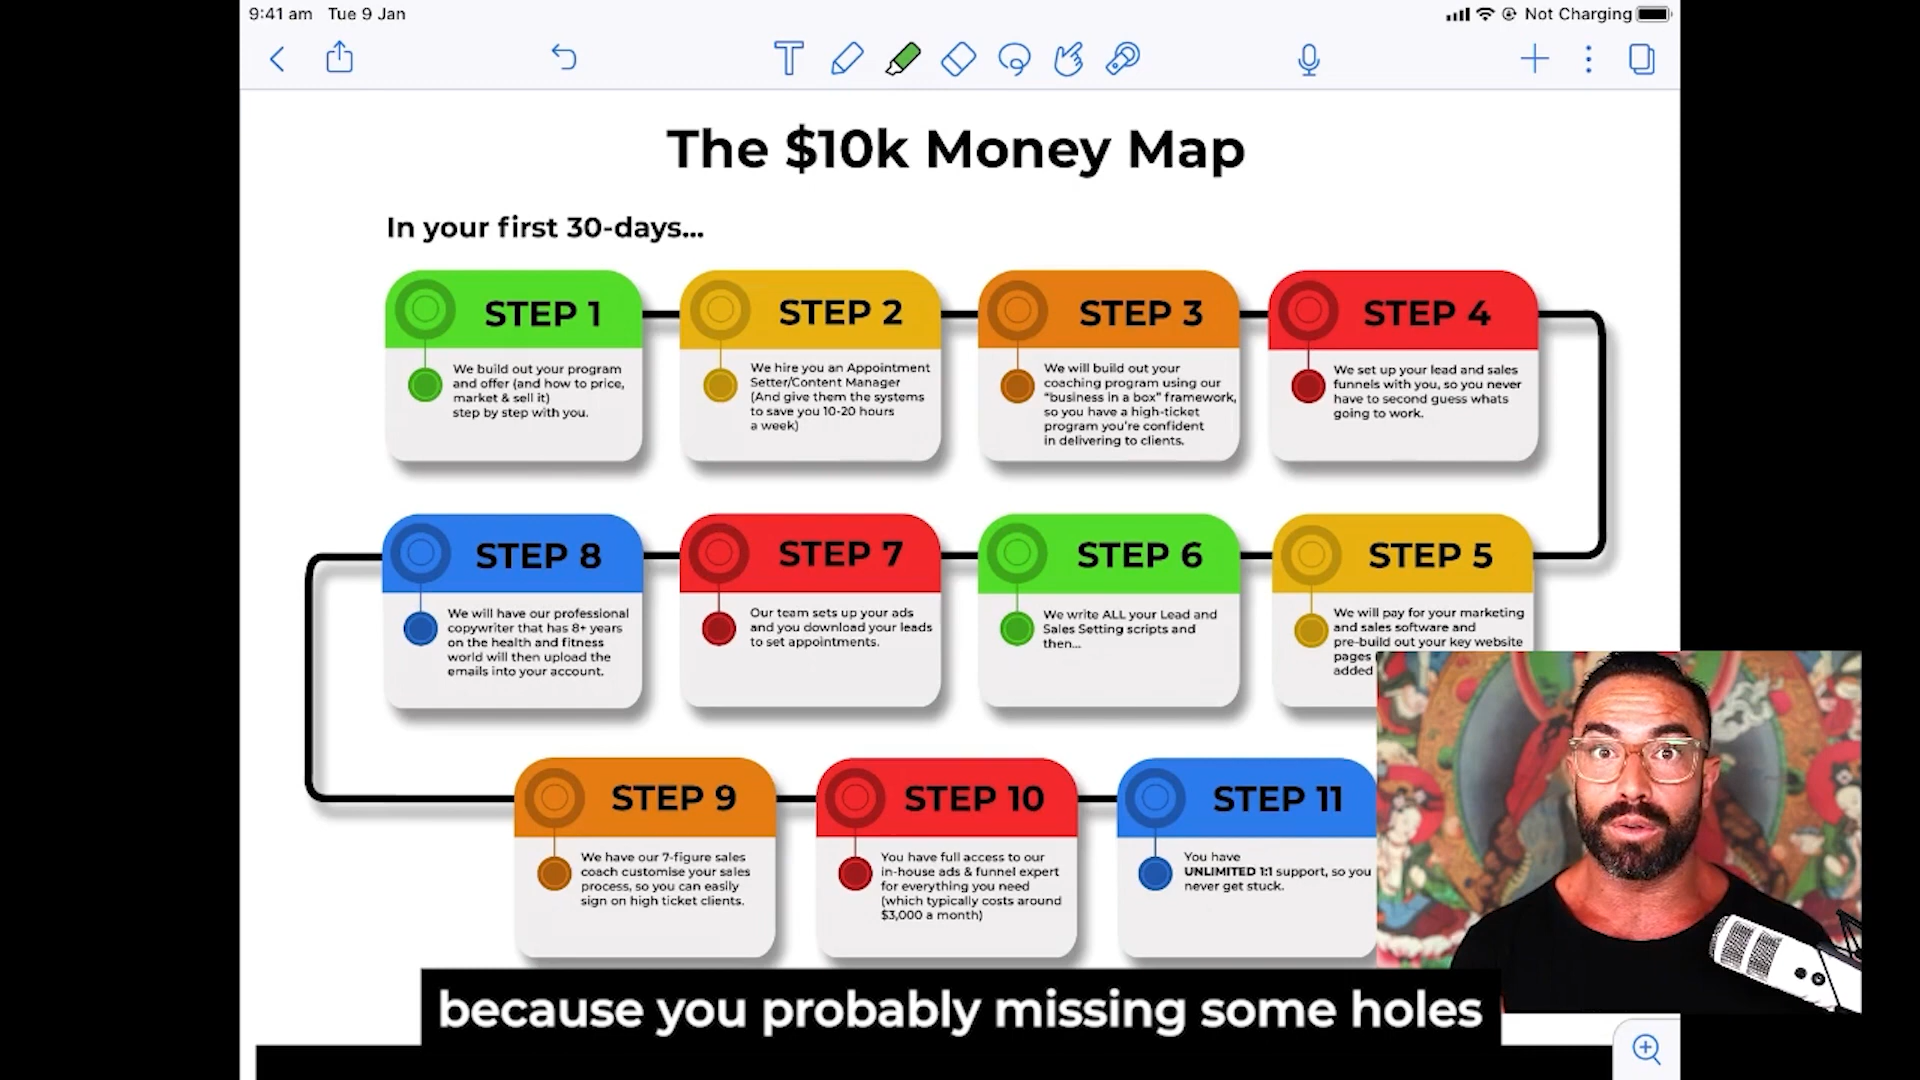 9:41 am Tue 9 Jan
Not Charging
The $10k Money Map
In your first 30-days...
STEP 1
We build out your program
and offer (and how to price,
market & sell it)
step by step with you.
STEP 2
We hire you an Appointment
Setter/Content Manager
(And give them the systems
to save you 10-20 hours
a week)
STEP 3
We will build out your
coaching program using our
“business in a box” framework,
so you have a high-ticket
program you're confident
in delivering to clients.
STEP 4
We set up your lead and sales
funnels with you, so you never
have to second guess whats
going to work.
STEP 8
We will have our professional
copywriter that has 8+ years
on the health and fitness
world will then upload the
emails into your account.
STEP 7
Our team sets up your ads
and you download your leads
to set appointments.
STEP 6
We write ALL your Lead and
Sales Setting scripts and
then...
STEP 5
We will pay for your marketing
and sales software and
pre-build out your key website
pages
added
STEP 9
We have our 7-figure sales
coach customise your sales
process, so you can easily
sign on high ticket clients.
STEP 10
You have full access to our
in-house ads & funnel expert
for everything you need
(which typically costs around
$3,000 a month)
STEP 11
You have
UNLIMITED 1:1 support, so you
never get stuck.
because you probably missing some holes